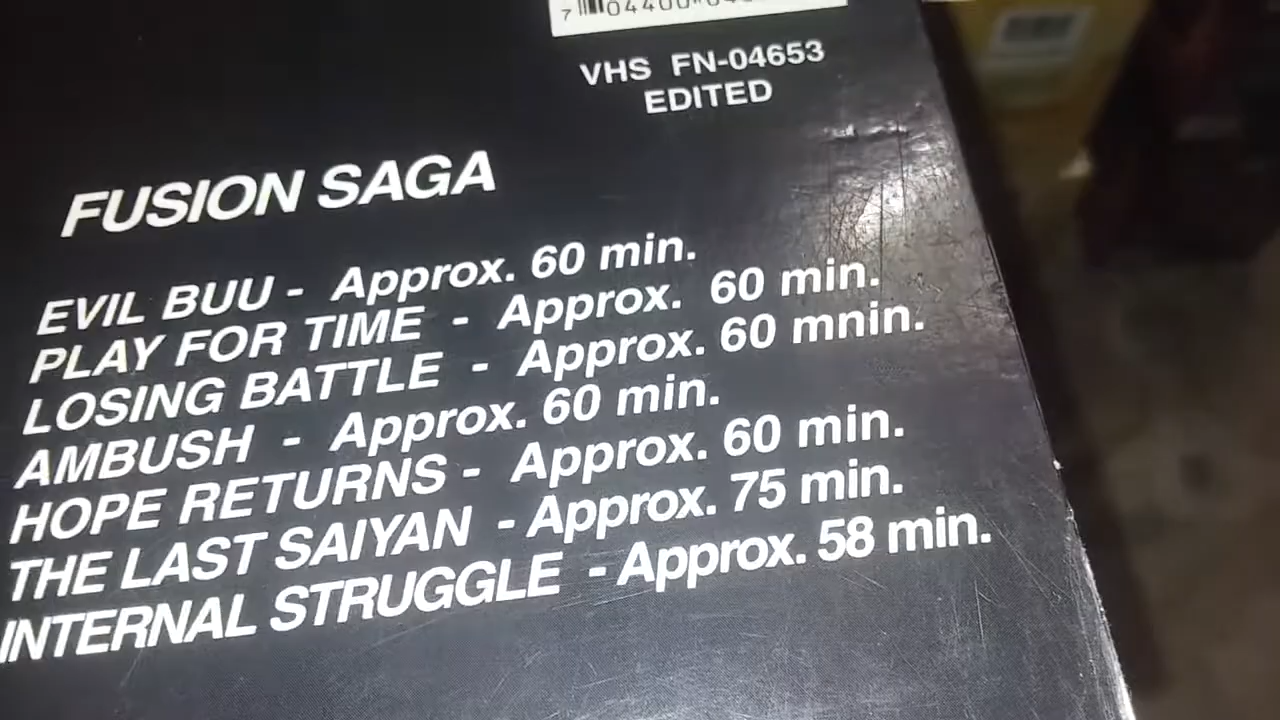 VHS FN-04653
EDITED
FUSION SAGA
EVIL BUU - Approx. 60 min.
PLAY FOR TIME - Approx. 60 min.
LOSING BATTLE - Approx. 60 mnin.
AMBUSH - Approx. 60 min.
HOPE RETURNS - Approx. 60 min.
THE LAST SAIYAN - Approx. 75 min.
INTERNAL STRUGGLE - Approx. 58 min.